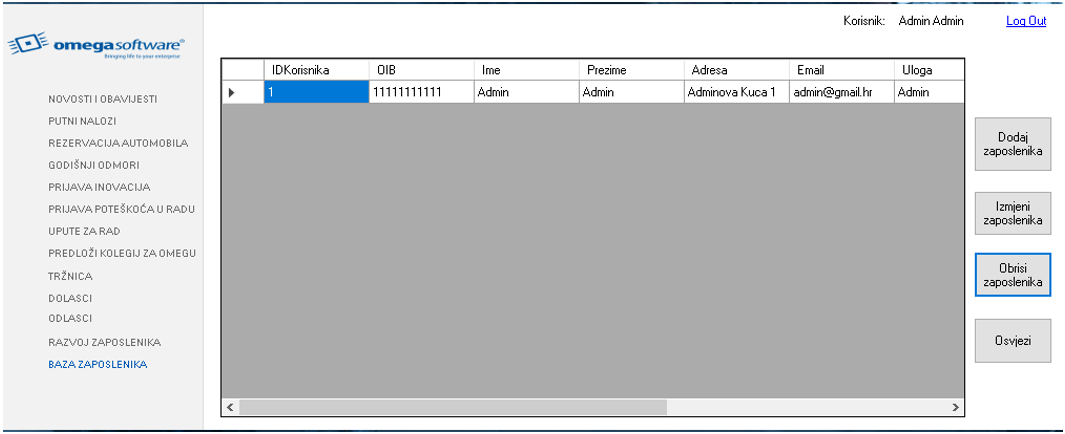 Korisnik: Admin Admin Log Out
omegasoftware®
Bringing life to your enterprise
NOVOSTI I OBAVIJESTI
PUTNI NALOZI
REZERVACIJA AUTOMOBILA
GODIŠNJI ODMORI
PRIJAVA INOVACIJA
PRIJAVA POTEŠKOĆA U RADU
UPUTE ZA RAD
PREDLOŽI KOLEGIJ ZA OMEGU
TRŽNICA
DOLASCI
ODLASCI
RAZVOJ ZAPOSLENIKA
BAZA ZAPOSLENIKA
IDKorisnika OIB Ime Prezime Adresa Email Uloga
1 11111111111 Admin Admin Adminova Kuca 1 admin@gmail.hr Admin
Dodaj
zaposlenika
Izmjeni
zaposlenika
Obrisi
zaposlenika
Osvjezi